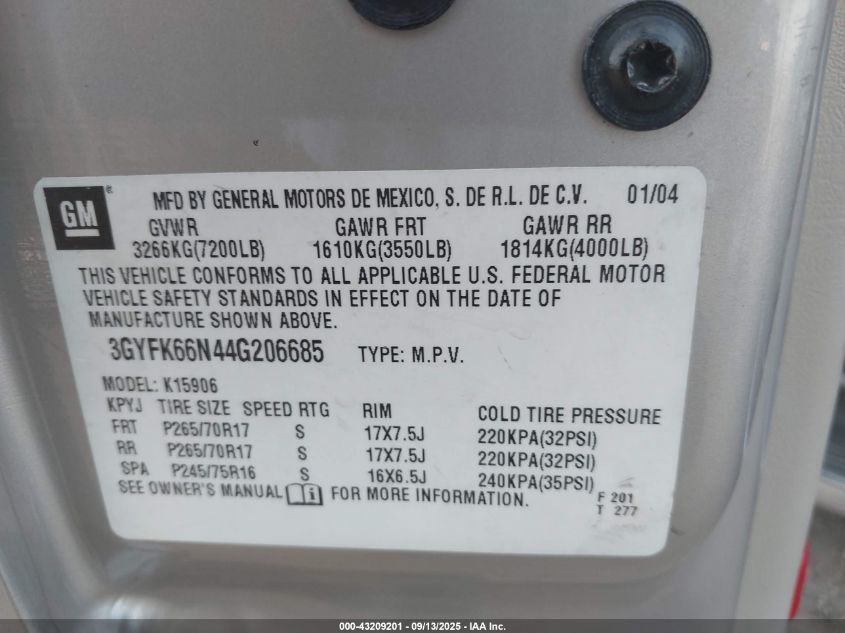 GM ® MFD BY GENERAL MOTORS DE MEXICO, S. DE R.L. DE C.V. 01/04
GVWR GAWR FRT GAWR RR
3266KG(7200LB) 1610KG(3550LB) 1814KG(4000LB)
THIS VEHICLE CONFORMS TO ALL APPLICABLE U.S. FEDERAL MOTOR
VEHICLE SAFETY STANDARDS IN EFFECT ON THE DATE OF
MANUFACTURE SHOWN ABOVE.
3GYFK66N44G206685 TYPE: M.P.V.
MODEL: K15906
KPYJ TIRE SIZE SPEED RTG RIM COLD TIRE PRESSURE
FRT P265/70R17 S 17X7.5J 220KPA(32PSI)
RR P265/70R17 S 17X7.5J 220KPA(32PSI)
SPA P245/75R16 S 16X6.5J 240KPA(35PSI)
SEE OWNER'S MANUAL i FOR MORE INFORMATION.
F 201
T 277
000-43209201 - 09/13/2025 - IAA Inc.